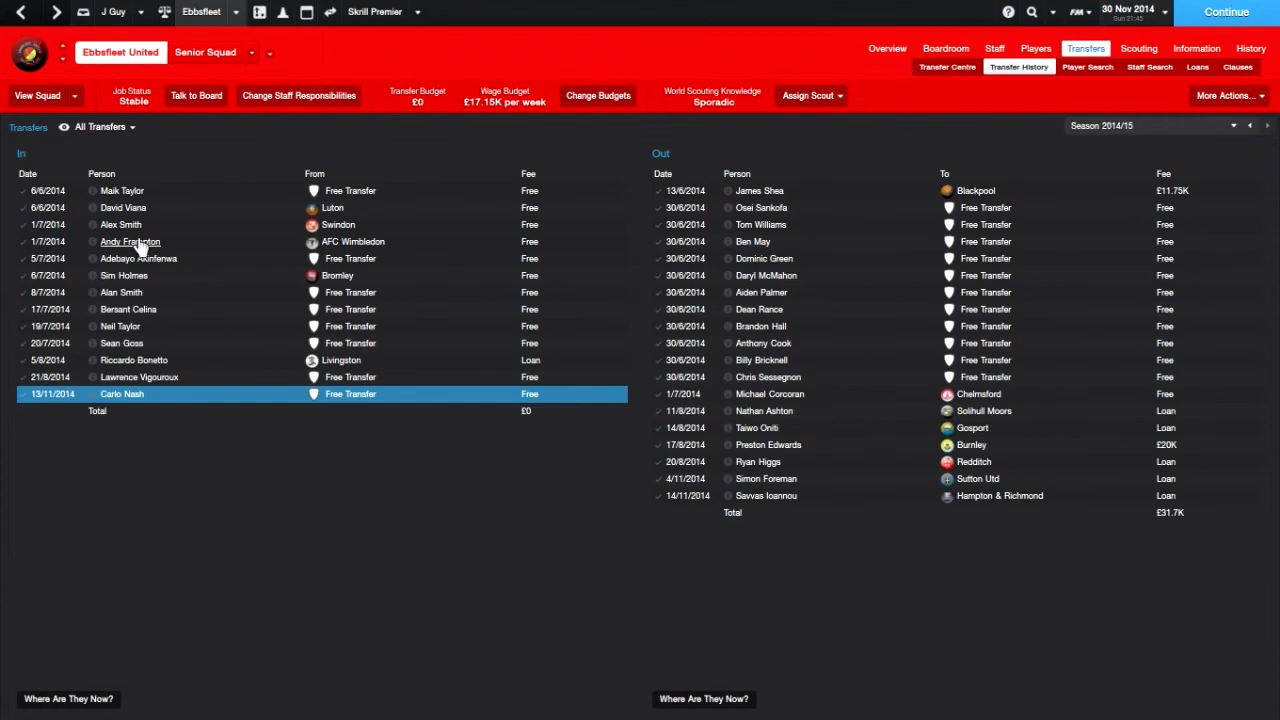 J Guy Ebbsfleet Skrill Premier FM 30 Nov 2014 Sun 21:45 Continue
Ebbsfleet United Senior Squad Overview Boardroom Staff Players Transfers Scouting Information History
Transfer Centre Transfer History Player Search Staff Search Loans Clauses
View Squad Job Status Stable Talk to Board Change Staff Responsibilities Transfer Budget £0 Wage Budget £17.15K per week Change Budgets World Scouting Knowledge Sporadic Assign Scout More Actions...
Transfers All Transfers Season 2014/15
In
Date Person From Fee
6/6/2014 Maik Taylor Free Transfer Free
6/6/2014 David Viana Luton Free
1/7/2014 Alex Smith Swindon Free
1/7/2014 Andy Frampton AFC Wimbledon Free
5/7/2014 Adebayo Akinfenwa Free Transfer Free
6/7/2014 Sim Holmes Bromley Free
8/7/2014 Alan Smith Free Transfer Free
17/7/2014 Bersant Celina Free Transfer Free
19/7/2014 Neil Taylor Free Transfer Free
20/7/2014 Sean Goss Free Transfer Free
5/8/2014 Riccardo Bonetto Livingston Loan
21/8/2014 Lawrence Vigouroux Free Transfer Free
13/11/2014 Carlo Nash Free Transfer Free
Total £0
Where Are They Now?
Out
Date Person To Fee
13/6/2014 James Shea Blackpool £11.75K
30/6/2014 Osei Sankofa Free Transfer Free
30/6/2014 Tom Williams Free Transfer Free
30/6/2014 Ben May Free Transfer Free
30/6/2014 Dominic Green Free Transfer Free
30/6/2014 Daryl McMahon Free Transfer Free
30/6/2014 Aiden Palmer Free Transfer Free
30/6/2014 Dean Rance Free Transfer Free
30/6/2014 Brandon Hall Free Transfer Free
30/6/2014 Anthony Cook Free Transfer Free
30/6/2014 Billy Bricknell Free Transfer Free
30/6/2014 Chris Sessegnon Free Transfer Free
1/7/2014 Michael Corcoran Chelmsford Free
11/8/2014 Nathan Ashton Solihull Moors Loan
14/8/2014 Taiwo Oniti Gosport Loan
17/8/2014 Preston Edwards Burnley £20K
20/8/2014 Ryan Higgs Redditch Loan
4/11/2014 Simon Foreman Sutton Utd Loan
14/11/2014 Savvas Ioannou Hampton & Richmond Loan
Total £31.7K
Where Are They Now?